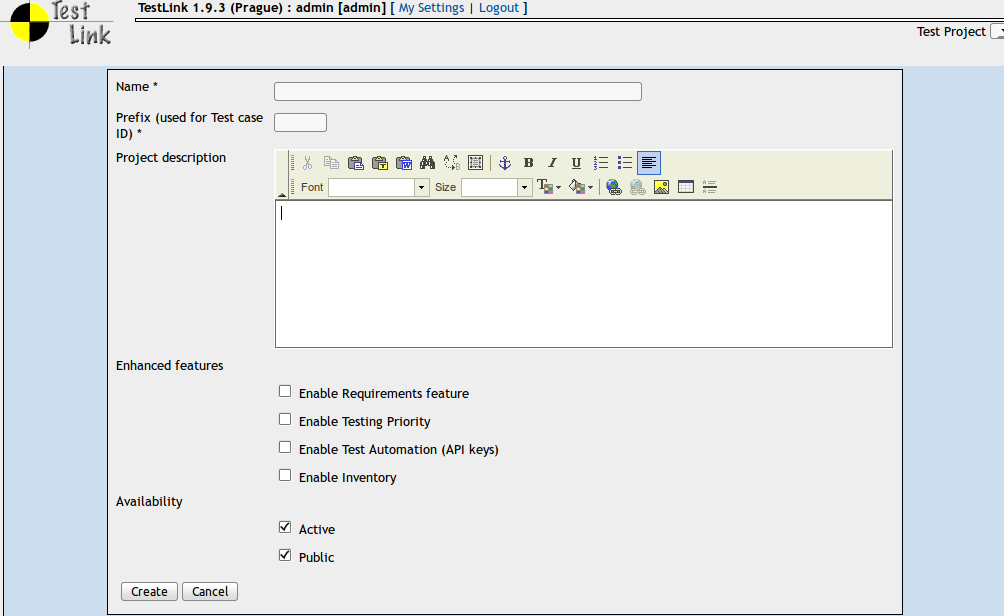 Test
Link
TestLink 1.9.3 (Prague) : admin [admin] [ My Settings | Logout ]
Test Project
Name *
Prefix (used for Test case
ID) *
Project description
B I U
Font
Size
Enhanced features
Enable Requirements feature
Enable Testing Priority
Enable Test Automation (API keys)
Enable Inventory
Availability
Active
Public
Create Cancel